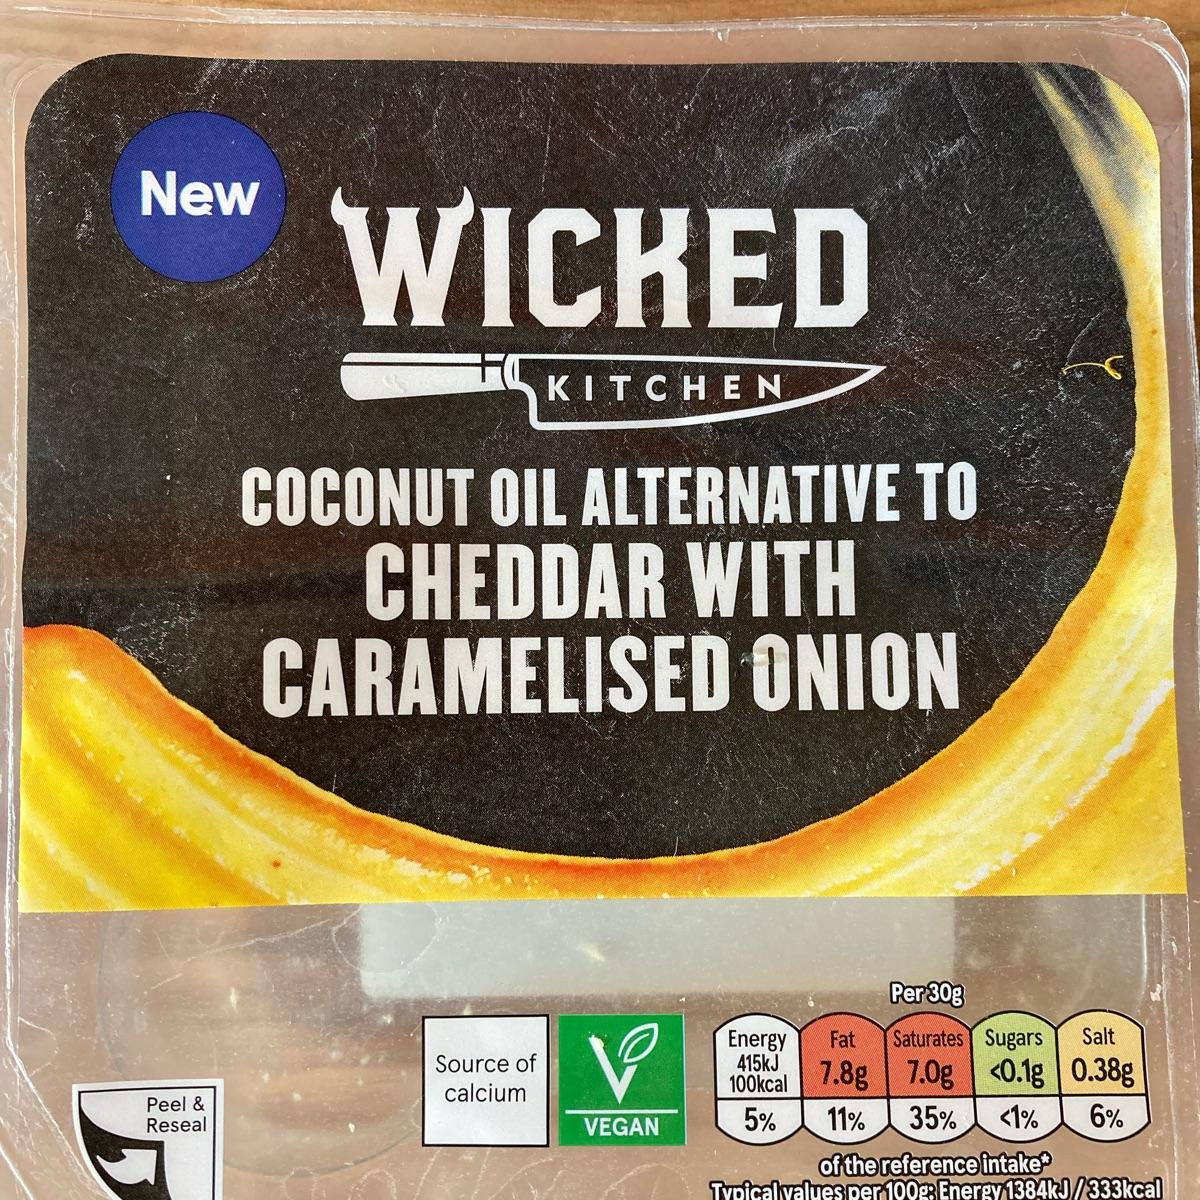 New
WICKED
KITCHEN
COCONUT OIL ALTERNATIVE TO
CHEDDAR WITH
CARAMELISED ONION
Per 30g
Source of
calcium
VEGAN
Energy
415kJ
100kcal
5%
Fat
7.8g
11%
Saturates
7.0g
35%
Sugars
<0.1g
<1%
Salt
0.38g
6%
Peel &
Reseal
of the reference intake*
Typical values per 100g: Energy 1384kJ / 333kcal